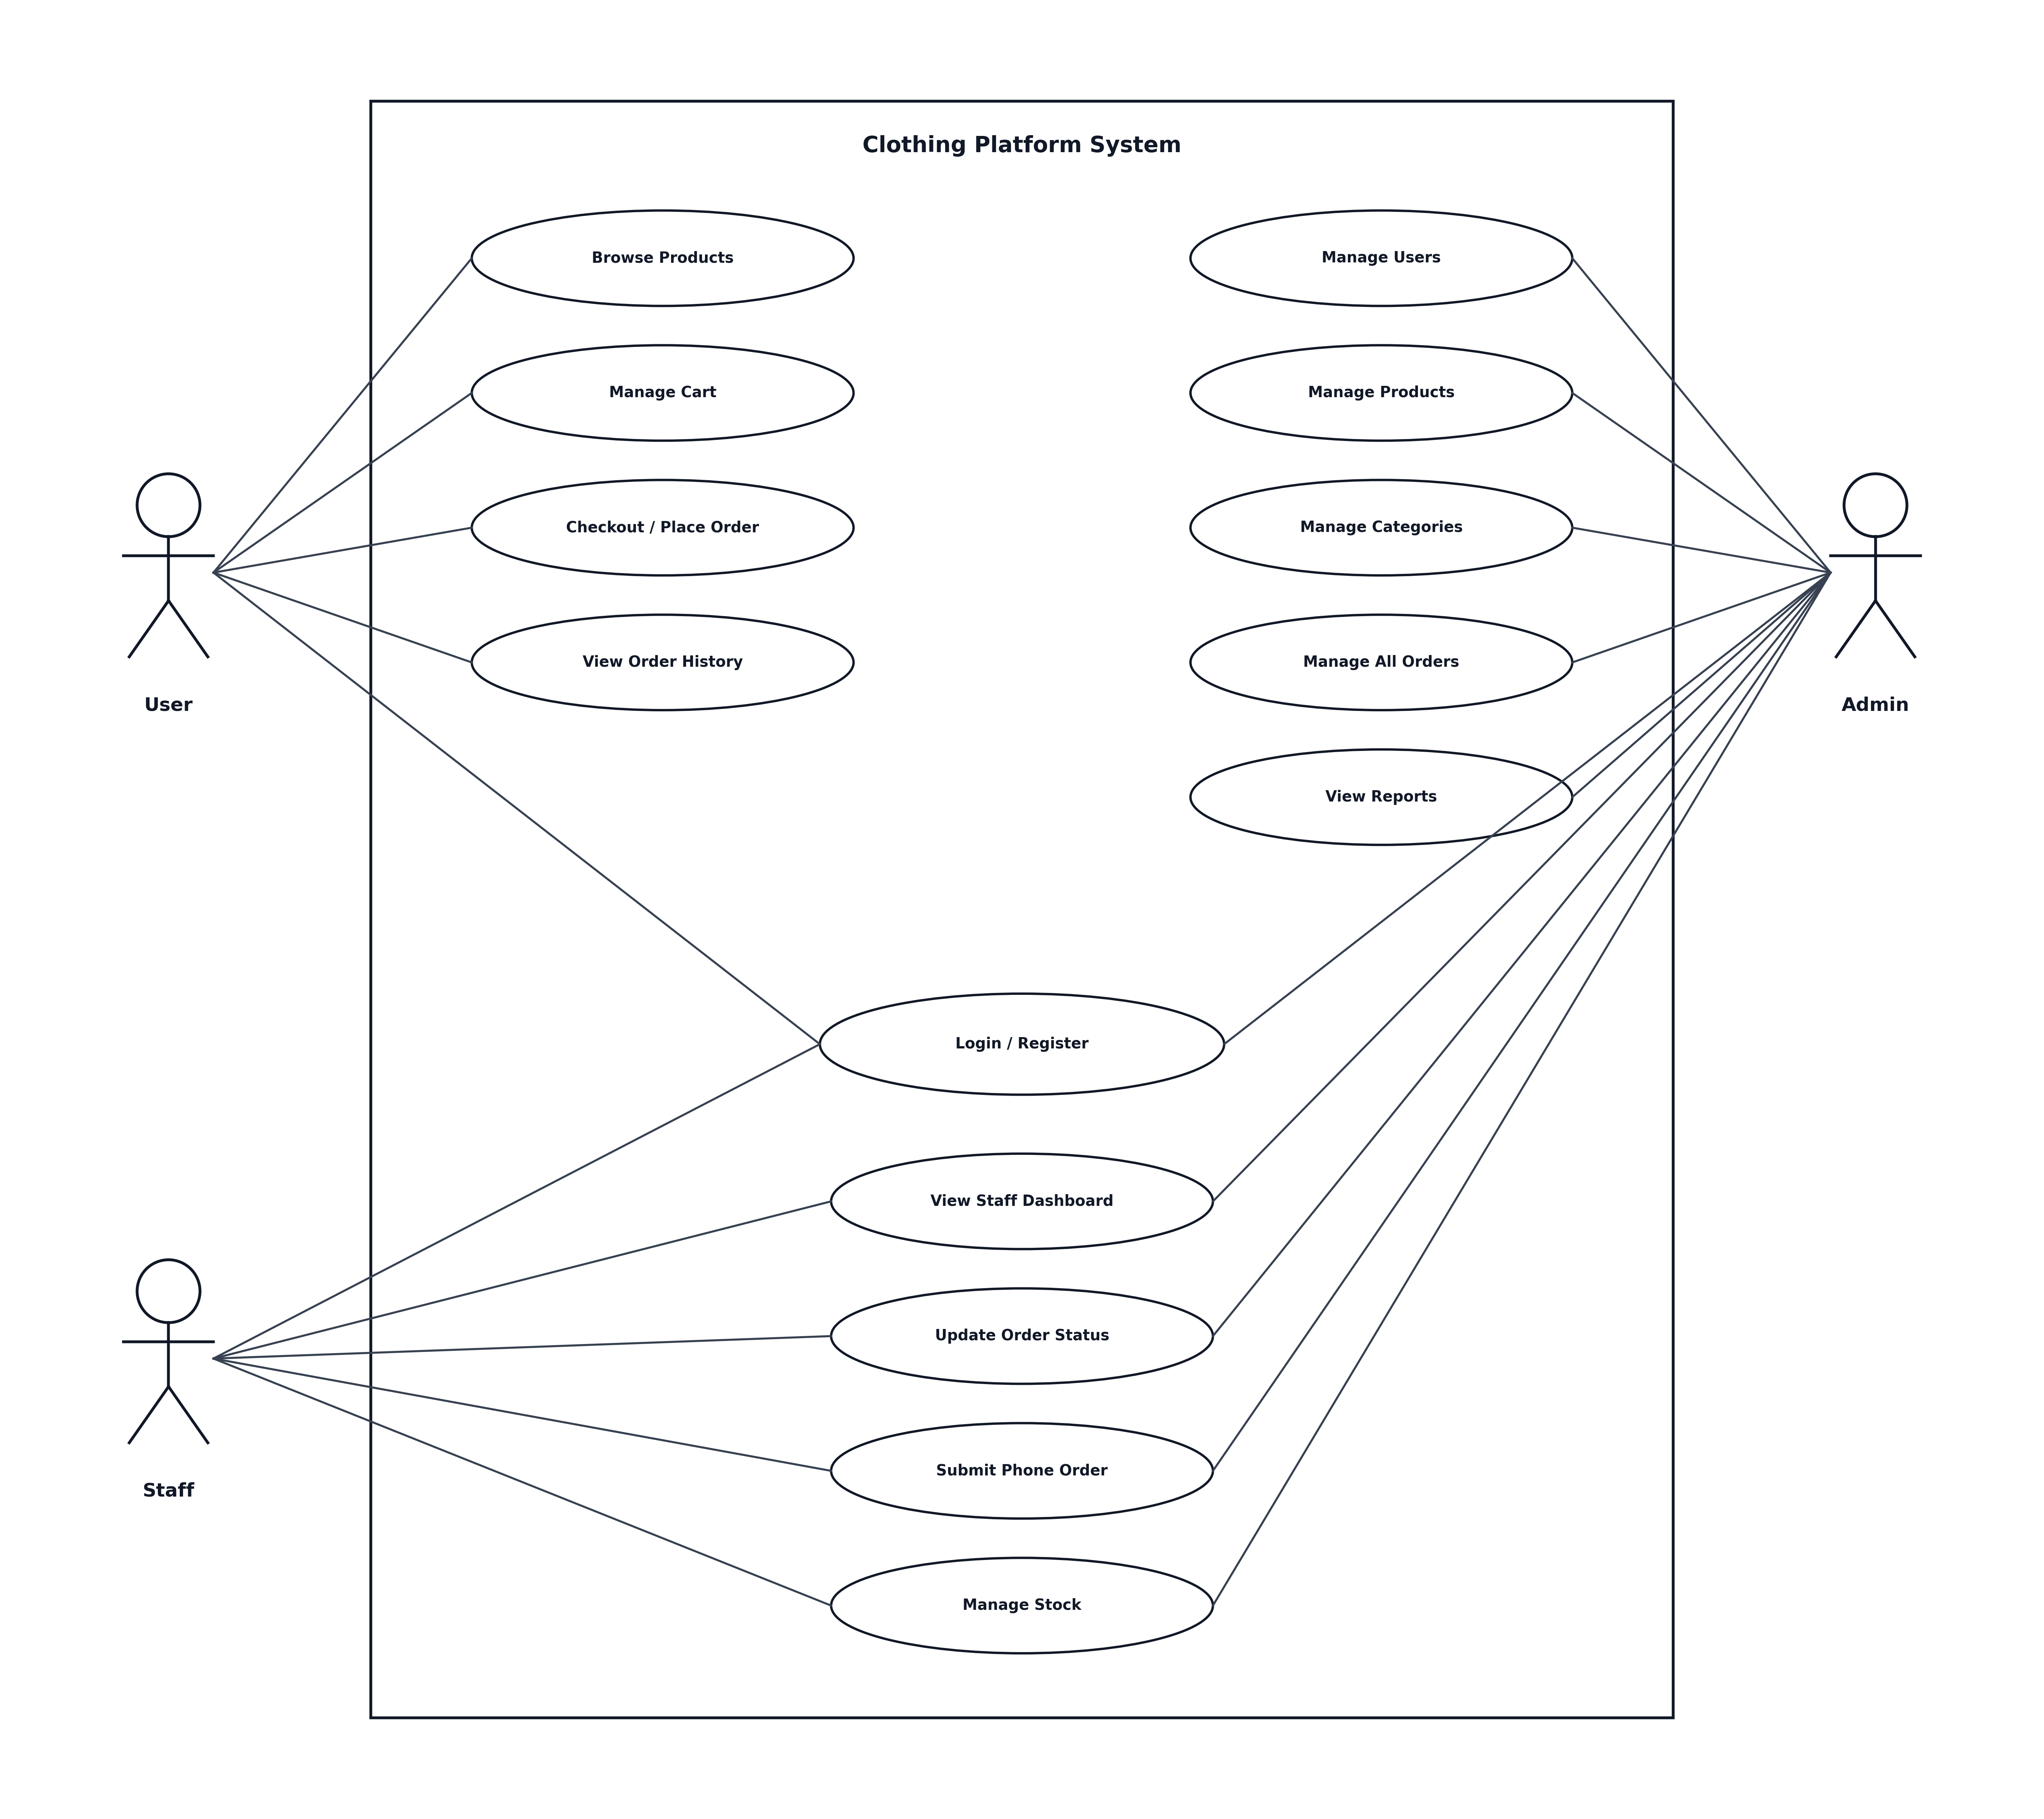 Clothing Platform System
Browse Products
Manage Users
Manage Cart
Manage Products
Checkout / Place Order
Manage Categories
View Order History
Manage All Orders
User
Admin
View Reports
Login / Register
View Staff Dashboard
Update Order Status
Submit Phone Order
Staff
Manage Stock